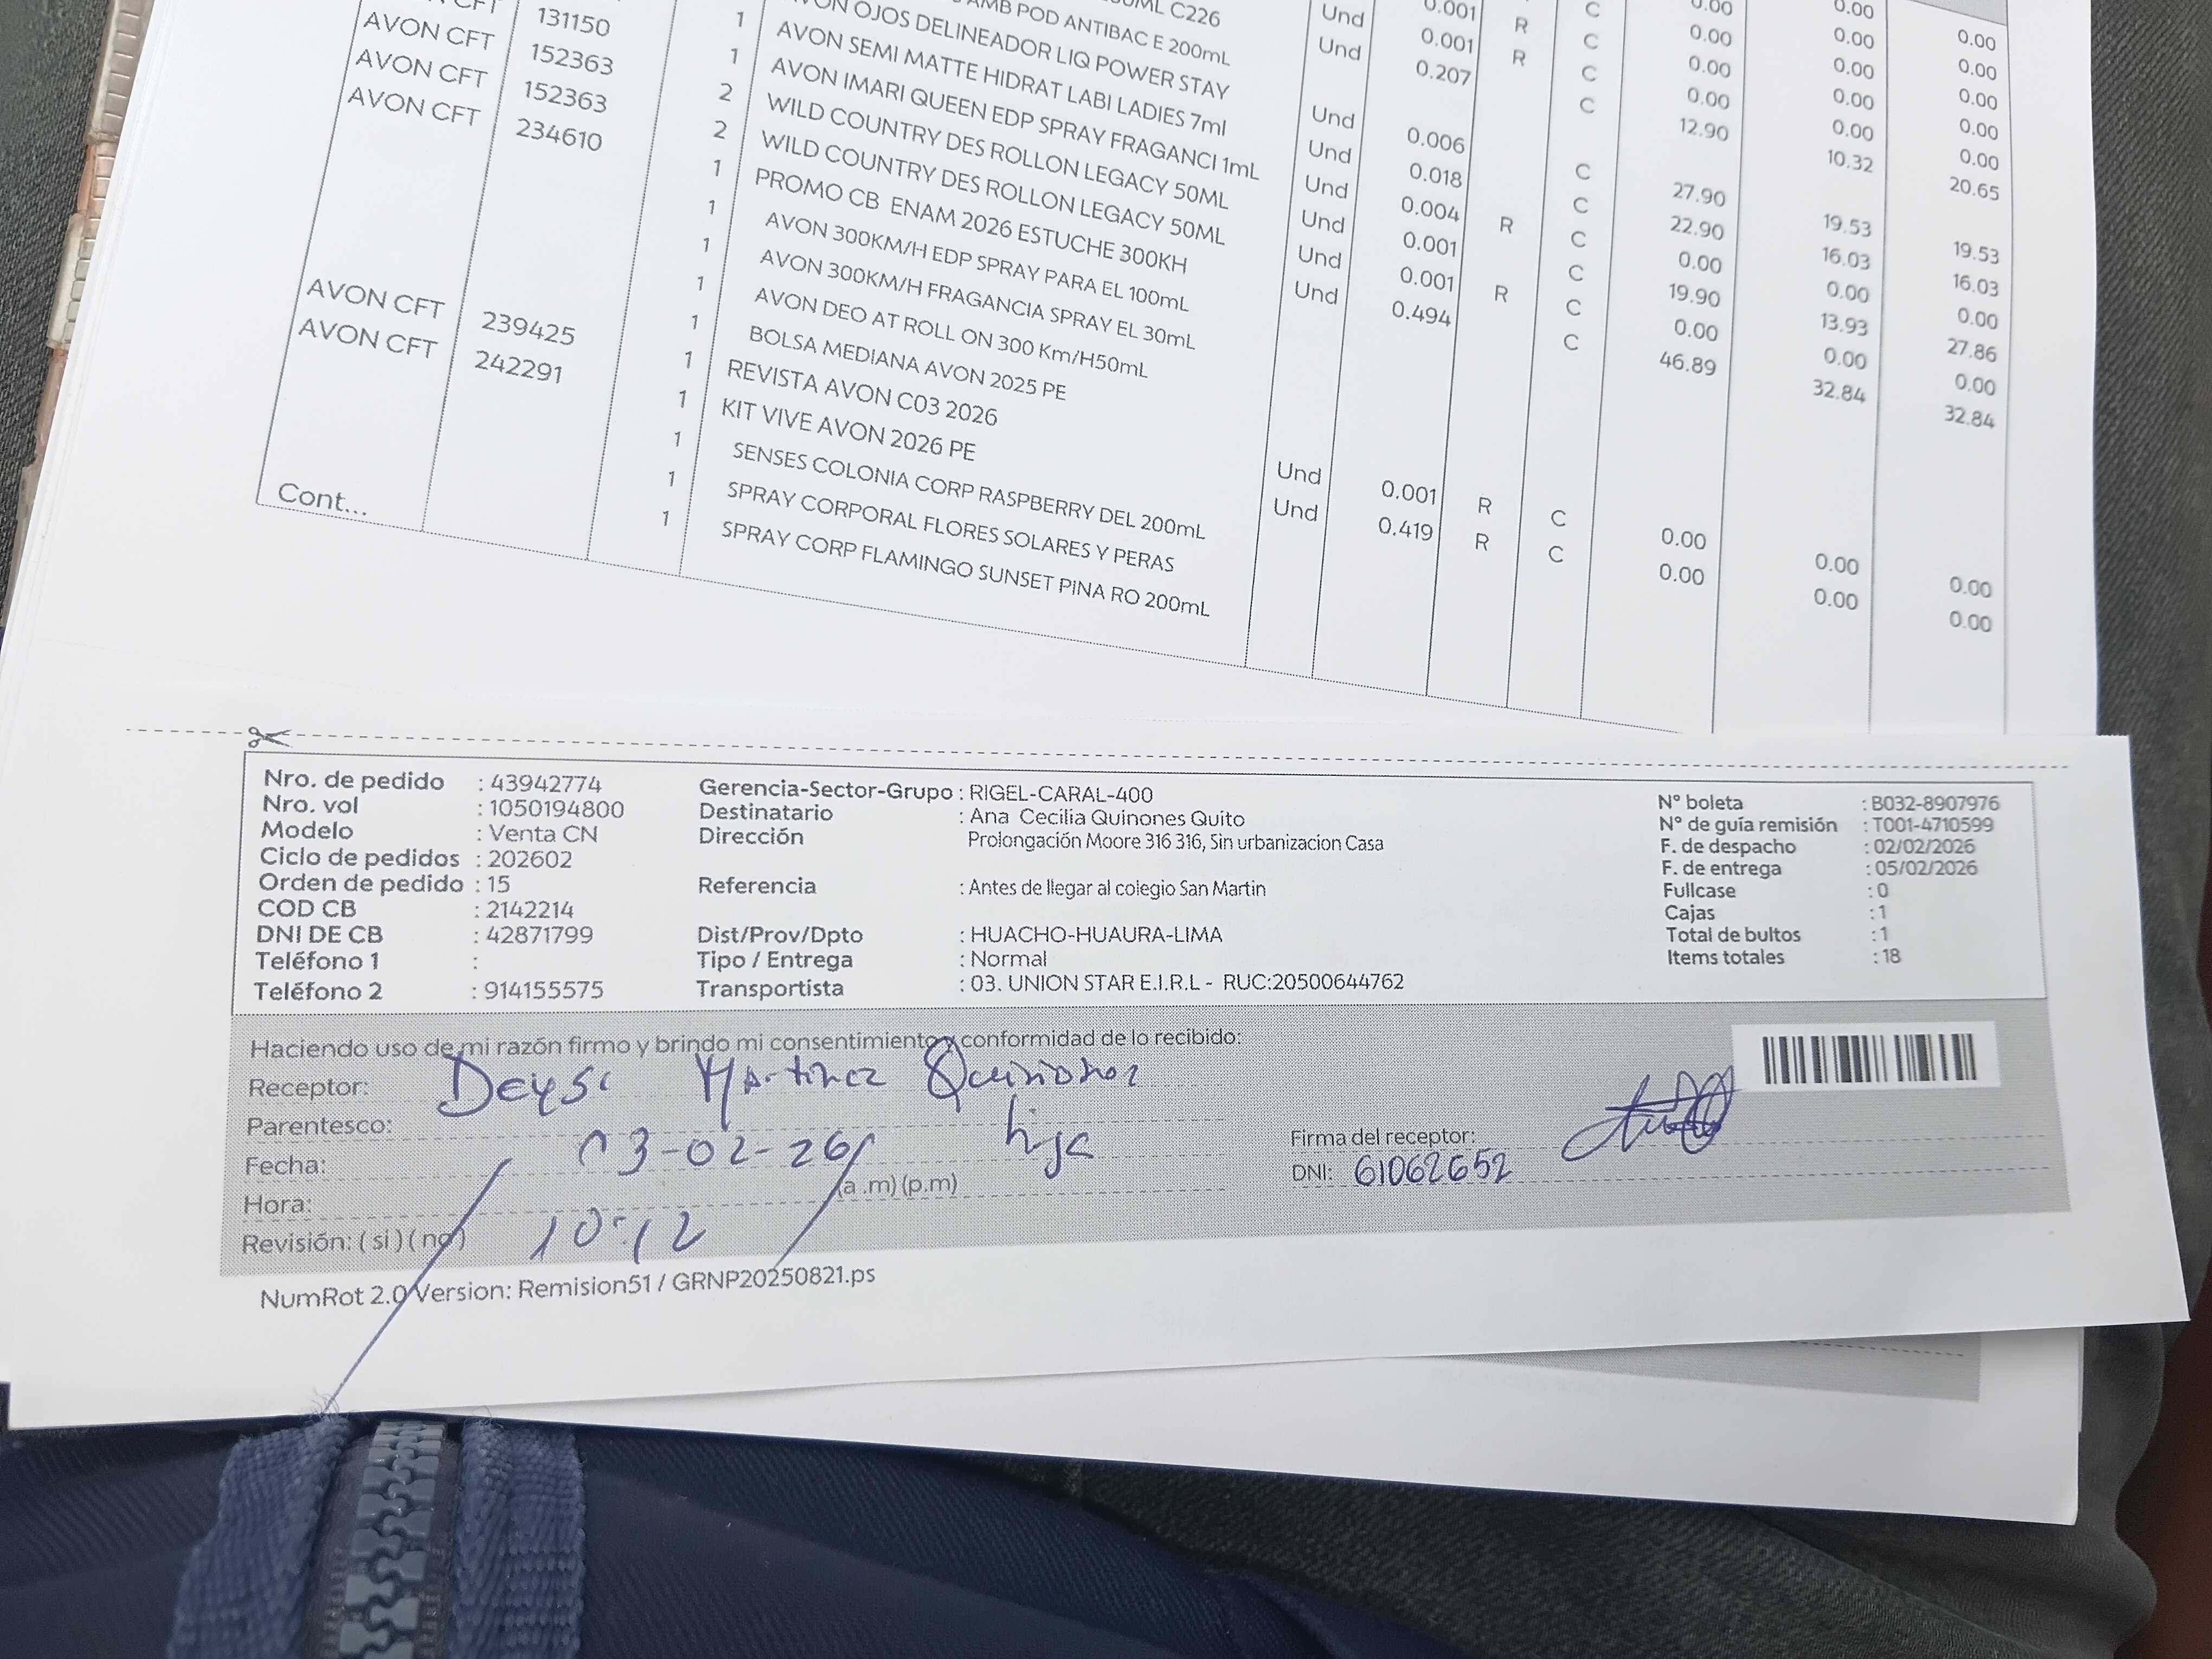 131150 1 C226 Und 0.001 R C 0.00 0.00 0.00
AVON CFT 152363 1 AMB POD ANTIBAC E 200mL Und 0.001 R C 0.00 0.00 0.00
AVON CFT 152363 2 OJOS DELINEADOR LIQ POWER STAY 0.207 C 0.00 0.00 0.00
AVON CFT 234610 2 AVON SEMI MATTE HIDRAT LABI LADIES 7ml Und C 0.00 0.00 0.00
1 AVON IMARI QUEEN EDP SPRAY FRAGANCI 1mL Und 0.006 12.90 10.32 20.65
1 WILD COUNTRY DES ROLLON LEGACY 50ML Und 0.018 C 27.90 19.53 19.53
1 WILD COUNTRY DES ROLLON LEGACY 50ML Und 0.004 R C 22.90 16.03 16.03
1 PROMO CB ENAM 2026 ESTUCHE 300KH Und 0.001 C 0.00 0.00 0.00
AVON CFT 239425 1 AVON 300KM/H EDP SPRAY PARA EL 100mL Und 0.001 R C 19.90 13.93 27.86
AVON CFT 242291 1 AVON 300KM/H FRAGANCIA SPRAY EL 30mL 0.494 C 0.00 0.00 0.00
1 AVON DEO AT ROLL ON 300 Km/H50mL C 46.89 32.84 32.84
1 BOLSA MEDIANA AVON 2025 PE
1 REVISTA AVON C03 2026 Und 0.001 R C 0.00 0.00 0.00
1 KIT VIVE AVON 2026 PE Und 0.419 R C 0.00 0.00 0.00
SENSES COLONIA CORP RASPBERRY DEL 200mL
SPRAY CORPORAL FLORES SOLARES Y PERAS
SPRAY CORP FLAMINGO SUNSET PINA RO 200mL
Cont...
Nro. de pedido : 43942774 Gerencia-Sector-Grupo : RIGEL-CARAL-400 N° boleta : B032-8907976
Nro. vol : 1050194800 Destinatario : Ana Cecilia Quinones Quito N° de guía remisión : T001-4710599
Modelo : Venta CN Dirección Prolongación Moore 316 316, Sin urbanizacion Casa F. de despacho : 02/02/2026
Ciclo de pedidos : 202602 F. de entrega : 05/02/2026
Orden de pedido : 15 Referencia : Antes de llegar al colegio San Martin Fullcase : 0
COD CB : 2142214 Cajas : 1
DNI DE CB : 42871799 Dist/Prov/Dpto : HUACHO-HUAURA-LIMA Total de bultos : 1
Teléfono 1 : Tipo / Entrega : Normal Items totales : 18
Teléfono 2 : 914155575 Transportista : 03. UNION STAR E.I.R.L - RUC:20500644762
Haciendo uso de mi razón firmo y brindo mi consentimiento y conformidad de lo recibido:
Receptor: Deysi Martinez Quiniones
Parentesco: hija
Fecha: 03-02-26 Firma del receptor:
Hora: (a .m) (p.m) DNI: 61062652
Revisión: ( si ) ( no ) 10:12
NumRot 2.0 Version: Remision51 / GRNP20250821.ps